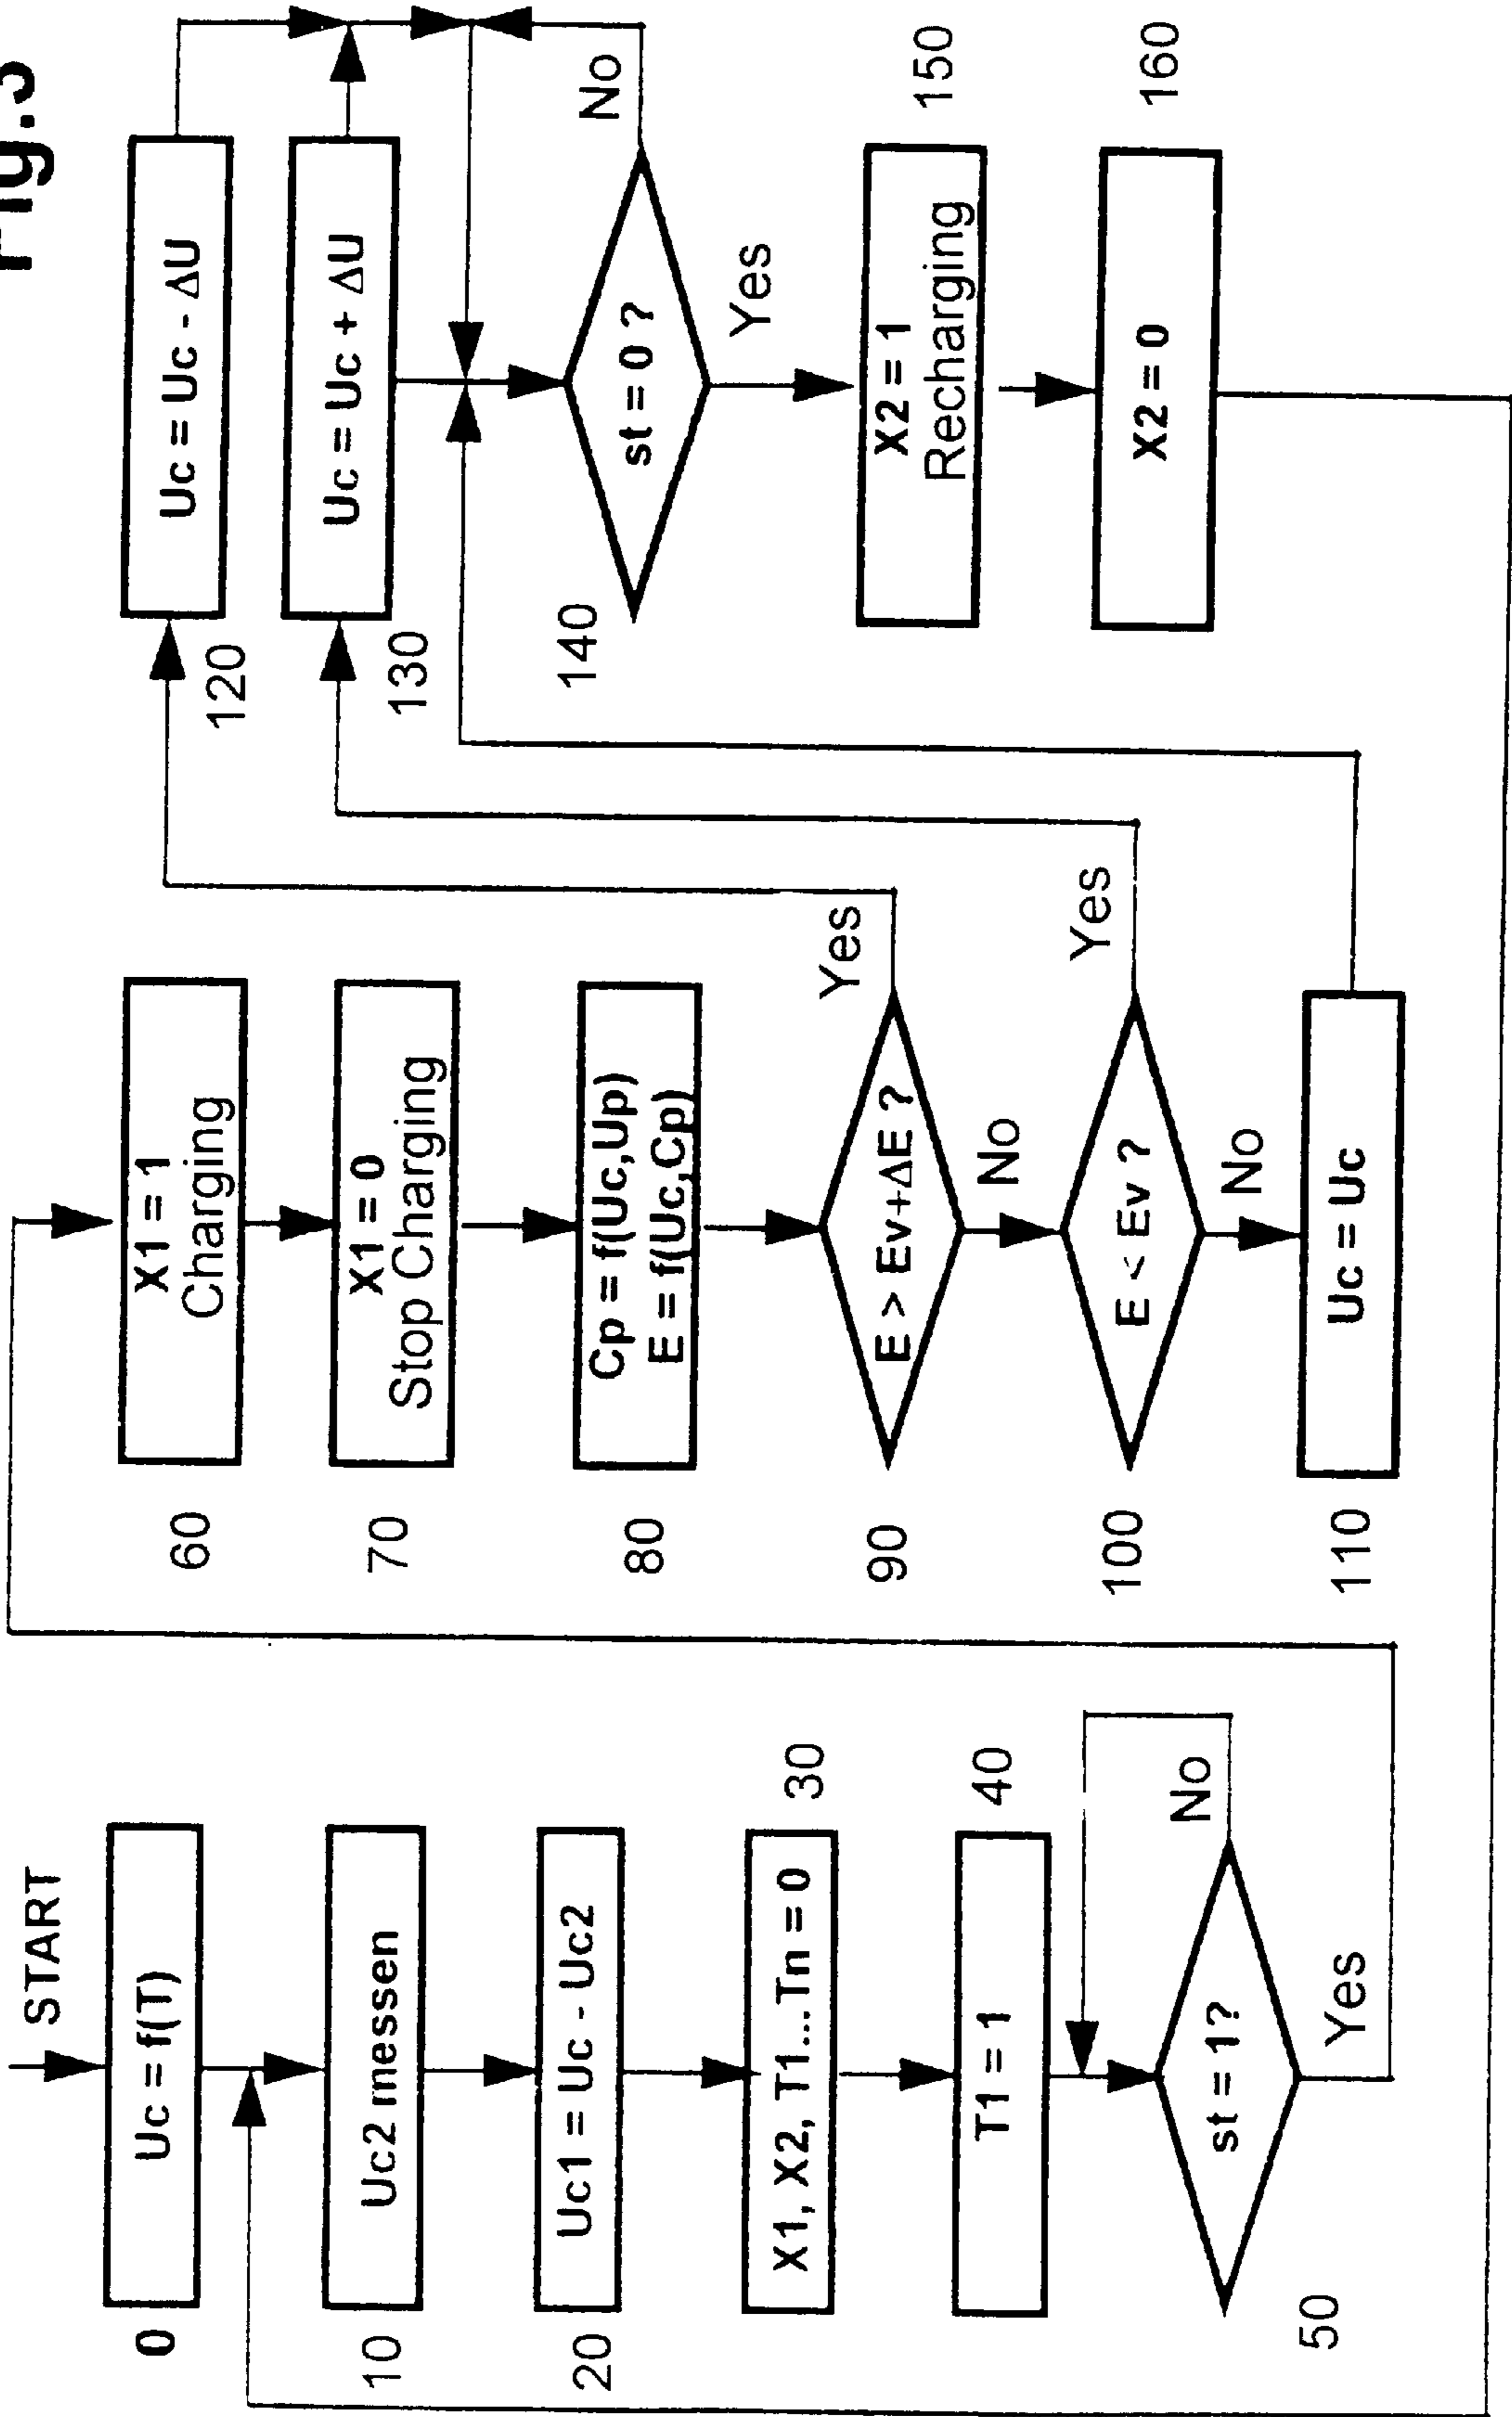 Fig.3
START
0
Uc = f(T)
10
Uc2 messen
20
Uc1 = Uc - Uc2
X1, X2, T1...Tn = 0
30
T1 = 1
40
st = 1?
No
50
Yes
60
X1 = 1
Charging
70
X1 = 0
Stop Charging
80
Cp = f(Uc,Up)
E = f(Uc,Cp)
90
E > Ev+ΔE ?
Yes
No
100
E < Ev ?
Yes
No
110
Uc = Uc
120
Uc = Uc - ΔU
130
Uc = Uc + ΔU
140
st = 0 ?
No
Yes
X2 = 1
Recharging
150
X2 = 0
160